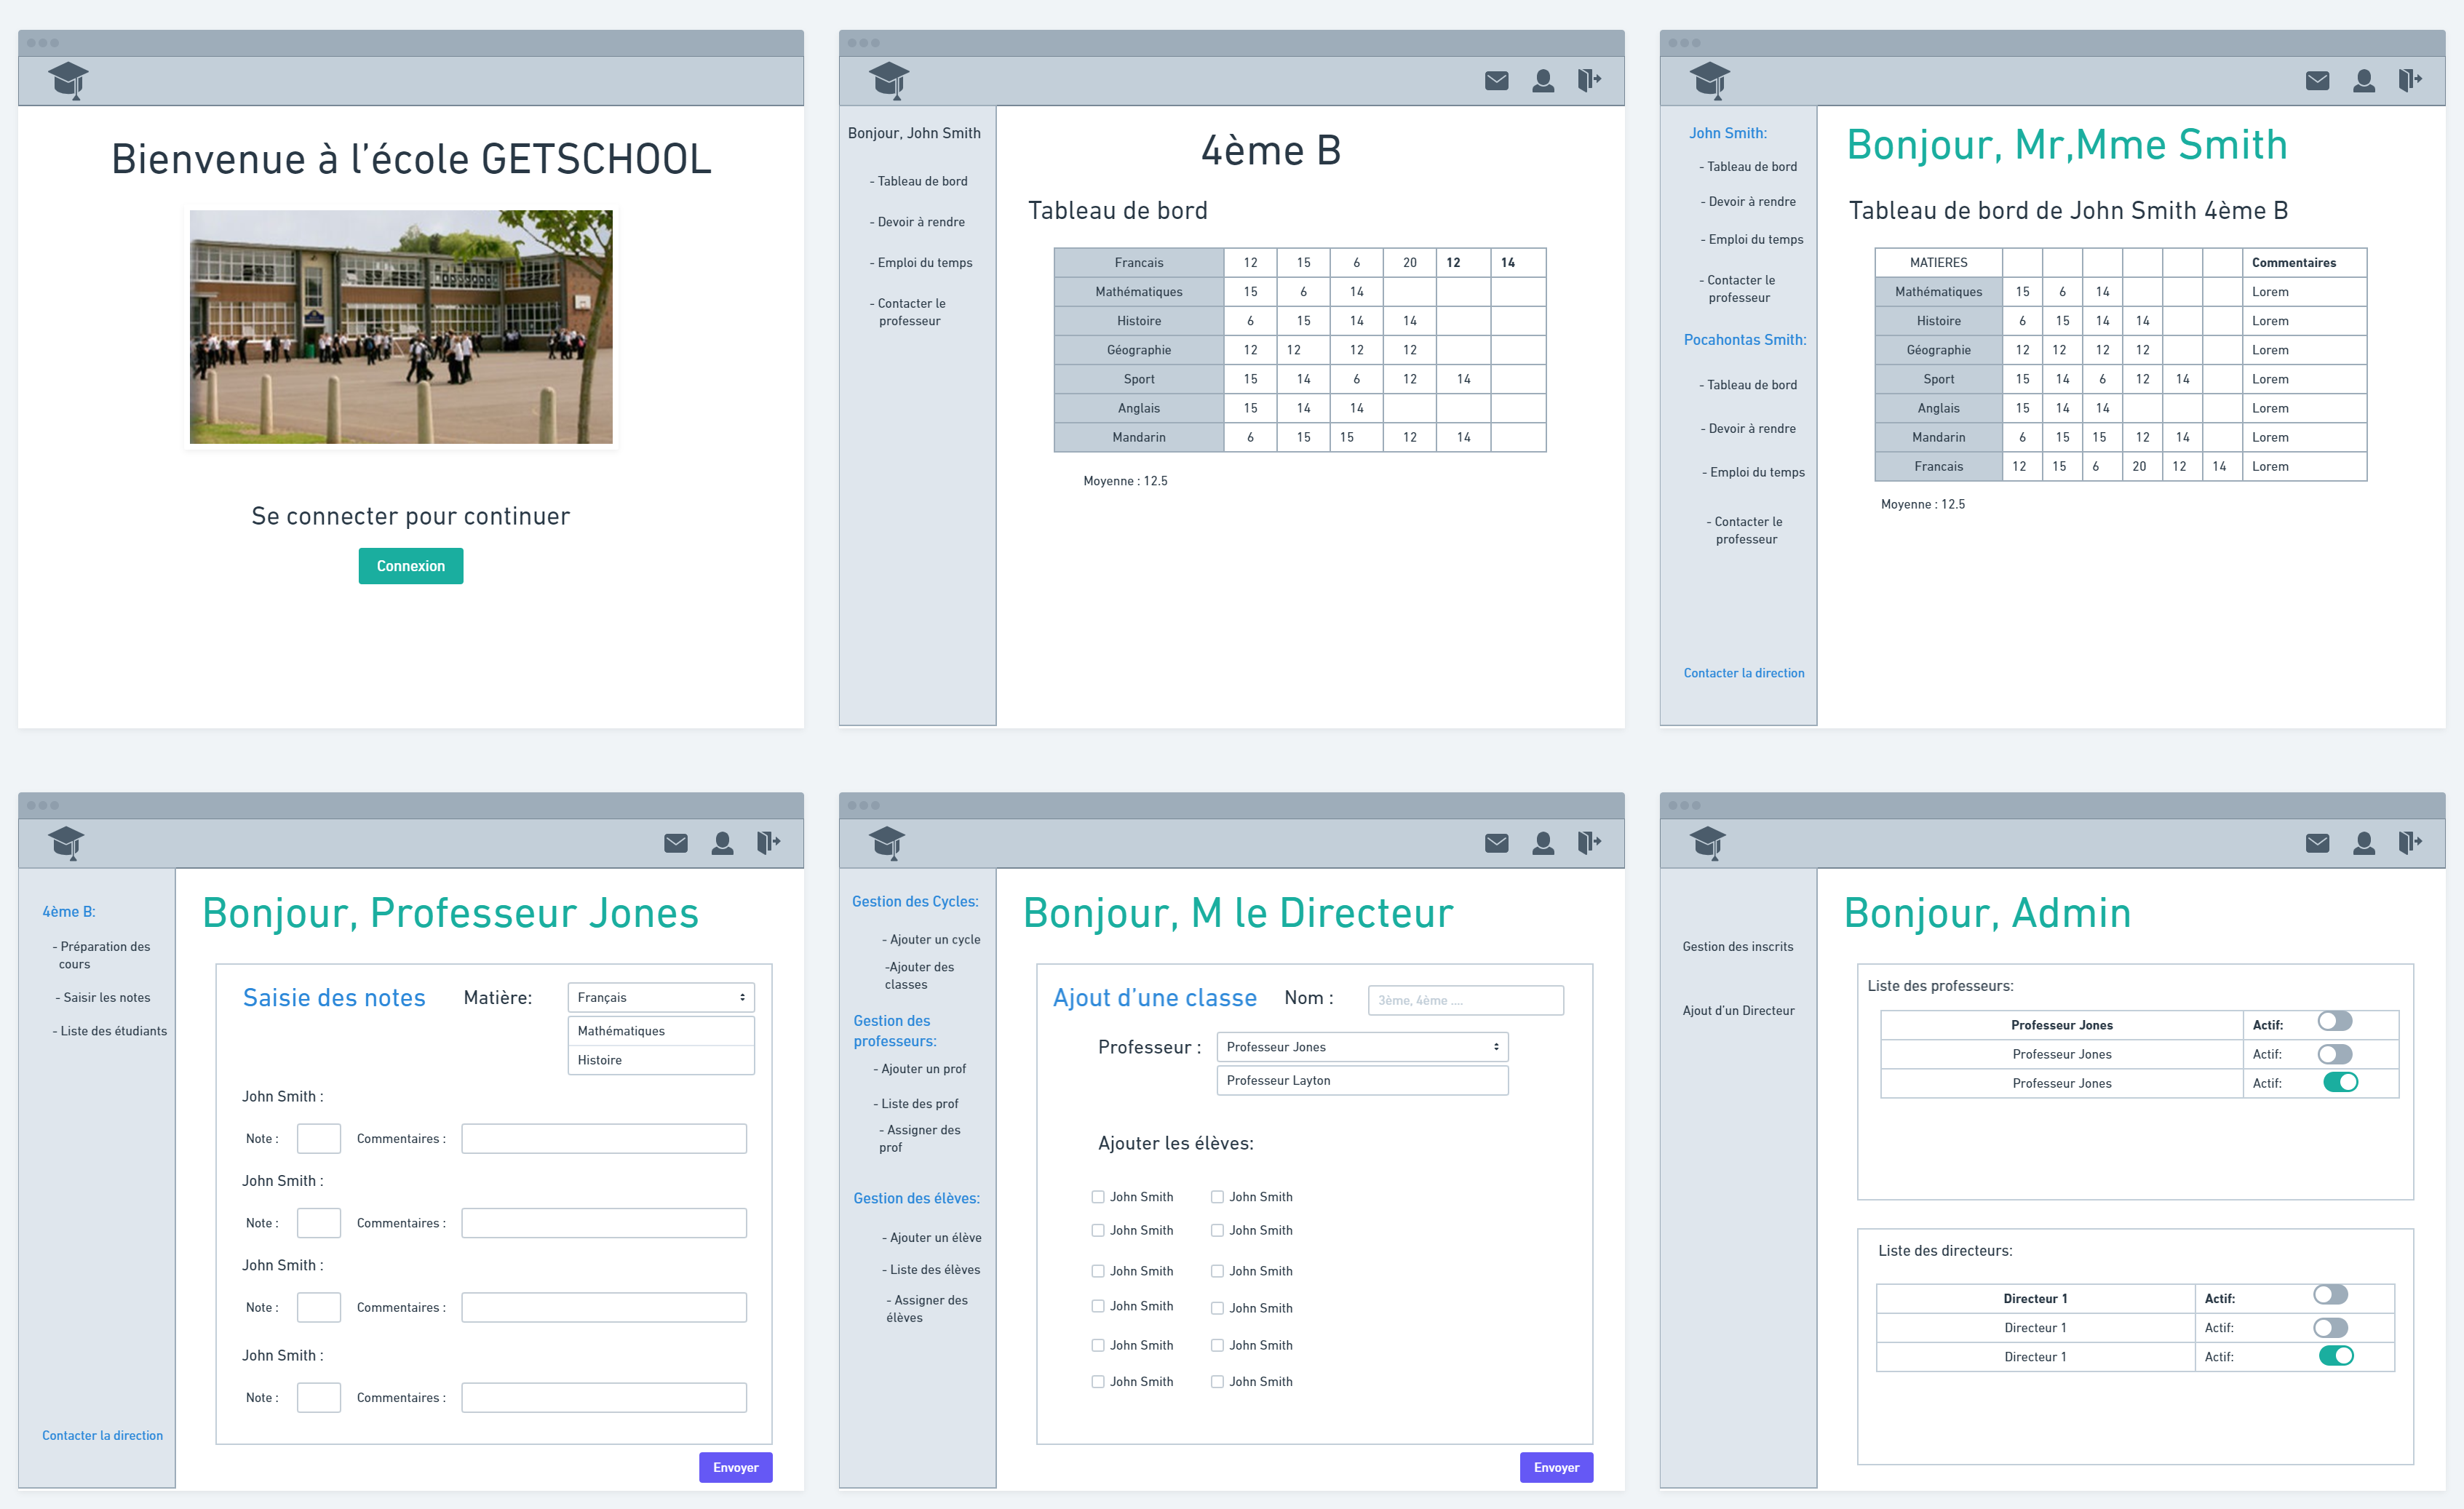 Bienvenue à l’école GETSCHOOL
Se connecter pour continuer
Connexion
Bonjour, John Smith
- Tableau de bord
- Devoir à rendre
- Emploi du temps
- Contacter le
professeur
4ème B
Tableau de bord
Francais 12 15 6 20 12 14
Mathématiques 15 6 14
Histoire 6 15 14 14
Géographie 12 12 12 12
Sport 15 14 6 12 14
Anglais 15 14 14
Mandarin 6 15 15 12 14
Moyenne : 12.5
John Smith:
- Tableau de bord
- Devoir à rendre
- Emploi du temps
- Contacter le
professeur
Pocahontas Smith:
- Tableau de bord
- Devoir à rendre
- Emploi du temps
- Contacter le
professeur
Contacter la direction
Bonjour, Mr,Mme Smith
Tableau de bord de John Smith 4ème B
MATIERES Commentaires
Mathématiques 15 6 14 Lorem
Histoire 6 15 14 14 Lorem
Géographie 12 12 12 12 Lorem
Sport 15 14 6 12 14 Lorem
Anglais 15 14 14 Lorem
Mandarin 6 15 15 12 14 Lorem
Francais 12 15 6 20 12 14 Lorem
Moyenne : 12.5
4ème B:
- Préparation des
cours
- Saisir les notes
- Liste des étudiants
Contacter la direction
Bonjour, Professeur Jones
Saisie des notes Matière: Français
Mathématiques
Histoire
John Smith :
Note : Commentaires :
John Smith :
Note : Commentaires :
John Smith :
Note : Commentaires :
John Smith :
Note : Commentaires :
Envoyer
Gestion des Cycles:
- Ajouter un cycle
-Ajouter des
classes
Gestion des
professeurs:
- Ajouter un prof
- Liste des prof
- Assigner des
prof
Gestion des élèves:
- Ajouter un élève
- Liste des élèves
- Assigner des
élèves
Bonjour, M le Directeur
Ajout d’une classe Nom : 3ème, 4ème ....
Professeur : Professeur Jones
Professeur Layton
Ajouter les élèves:
John Smith John Smith
John Smith John Smith
John Smith John Smith
John Smith John Smith
John Smith John Smith
John Smith John Smith
Envoyer
Gestion des inscrits
Ajout d’un Directeur
Bonjour, Admin
Liste des professeurs:
Professeur Jones Actif:
Professeur Jones Actif:
Professeur Jones Actif:
Liste des directeurs:
Directeur 1 Actif:
Directeur 1 Actif:
Directeur 1 Actif: